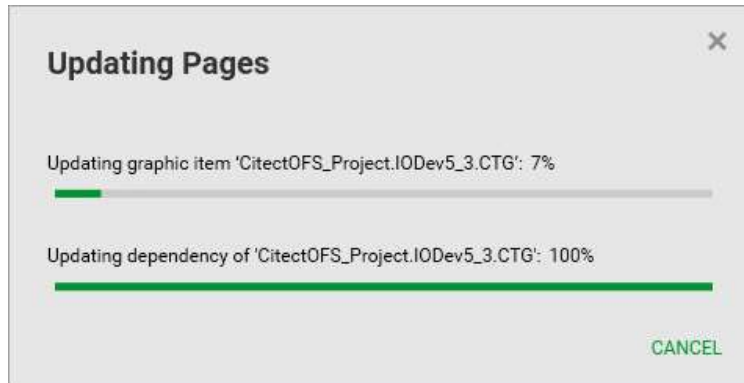 Updating Pages
Updating graphic item 'CitectOFS_Project.IODev5_3.CTG': 7%
Updating dependency of 'CitectOFS_Project.IODev5_3.CTG': 100%
CANCEL